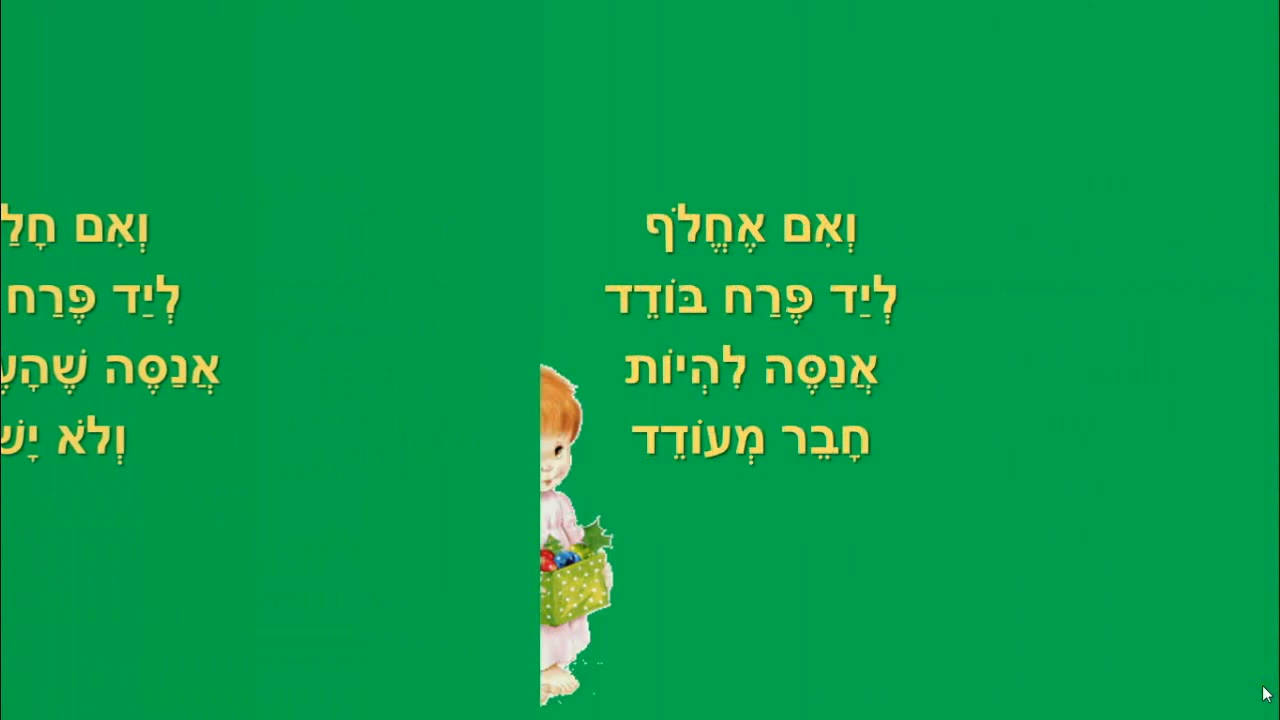 וְאִם אֶחֱלֹף
לְיַד פֶּרַח בּוֹדֵד
אֲנַסֶּה לִהְיוֹת
חָבֵר מְעוֹדֵד
וְאִם
לְיַד פֶּרַח
אֲנַסֶּה
וְלֹא